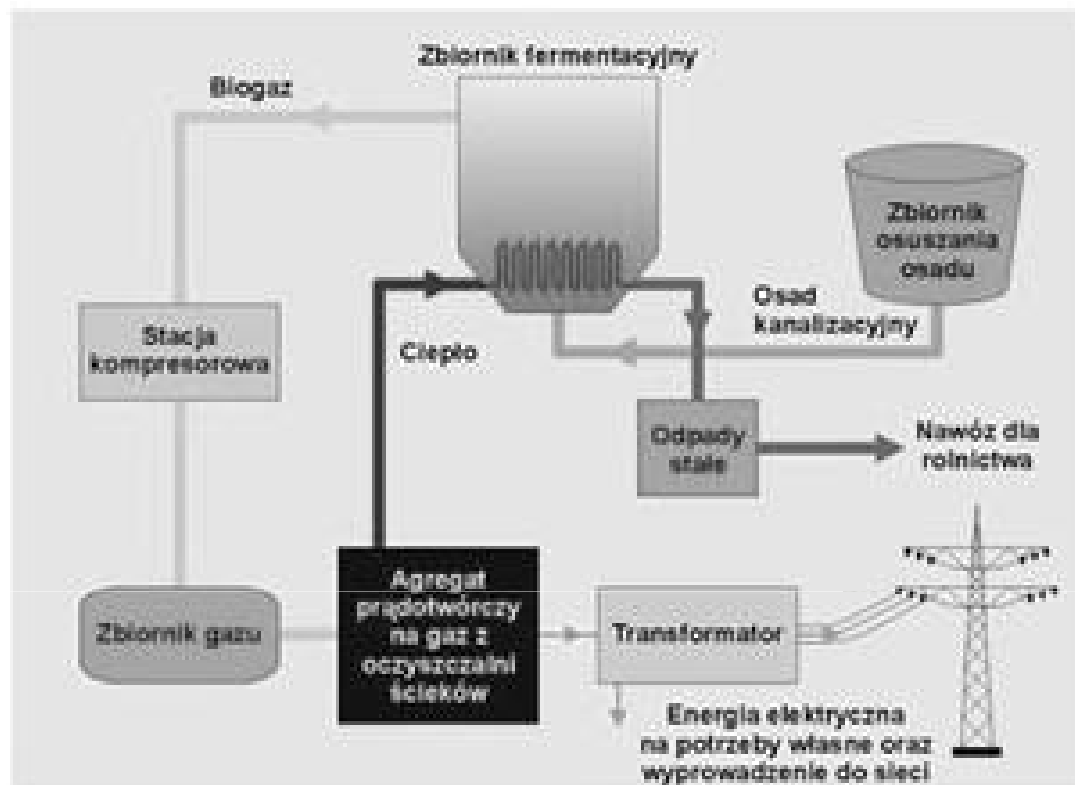 Zbiornik fermentacyjny
Biogaz
Zbiornik
osuszania
osadu
Osad
kanalizacyjny
Stacja
kompresorowa
Ciepło
Odpady
stałe
Nawóz dla
rolnictwa
Agregat
prądotwórczy
na gaz z
oczyszczalni
ścieków
Zbiornik gazu
Transformator
Energia elektryczna
na potrzeby własne oraz
wyprowadzenie do sieci